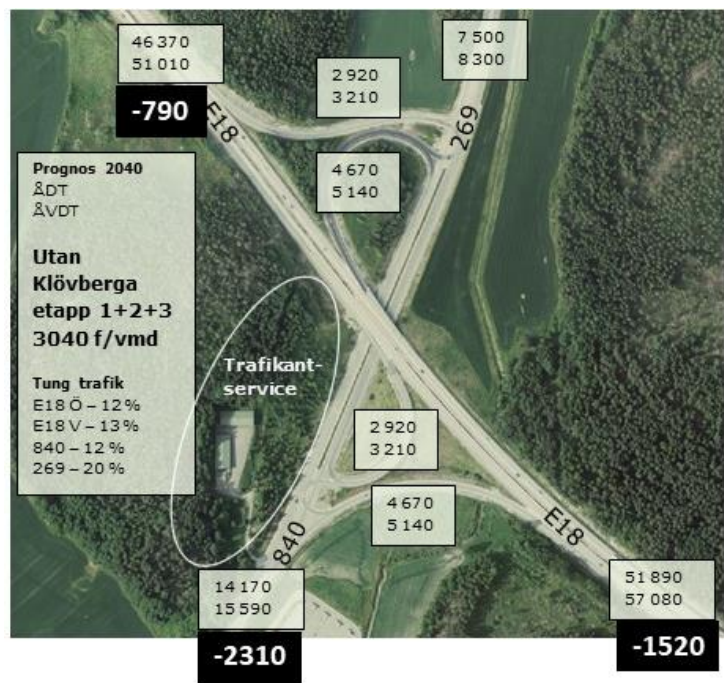 46 370
51 010
-790
E18
7 500
8 300
2 920
3 210
269
4 670
5 140
Prognos 2040
ÅDT
ÅVDT
Utan
Klövberga
etapp 1+2+3
3040 f/vmd
Tung trafik
E18 Ö – 12 %
E18 V – 13 %
840 – 12 %
269 – 20 %
Trafikant-
service
2 920
3 210
4 670
5 140
E18
840
14 170
15 590
-2310
51 890
57 080
-1520